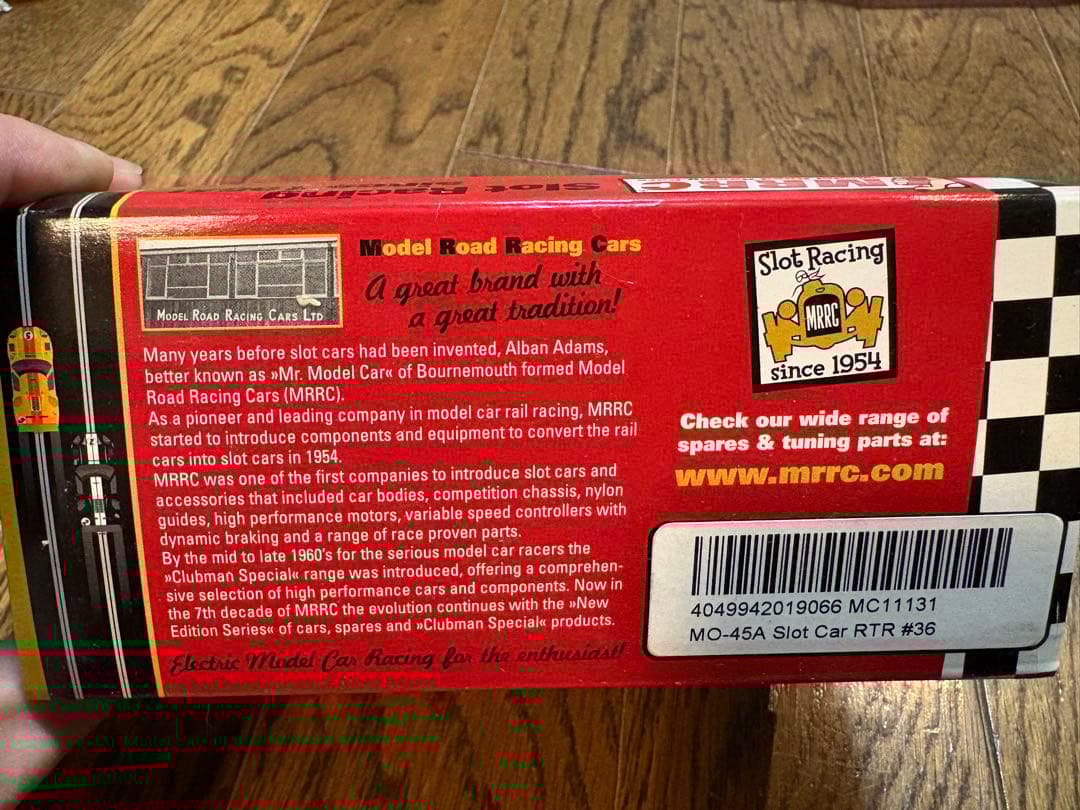 Slot Racing
MRRC
MODEL ROAD RACING CARS LTD
Model Road Racing Cars
A great brand with
a great tradition!
Many years before slot cars had been invented, Alban Adams,
better known as »Mr. Model Car« of Bournemouth formed Model
Road Racing Cars (MRRC).
As a pioneer and leading company in model car rail racing, MRRC
started to introduce components and equipment to convert the rail
cars into slot cars in 1954.
MRRC was one of the first companies to introduce slot cars and
accessories that included car bodies, competition chassis, nylon
guides, high performance motors, variable speed controllers with
dynamic braking and a range of race proven parts.
By the mid to late 1960's for the serious model car racers the
»Clubman Special« range was introduced, offering a comprehen-
sive selection of high performance cars and components. Now in
the 7th decade of MRRC the evolution continues with the »New
Edition Series« of cars, spares and »Clubman Special« products.
Electric Model Car Racing for the enthusiast!
Slot Racing
MRRC
since 1954
Check our wide range of
spares & tuning parts at:
www.mrrc.com
4049942019066 MC11131
MO-45A Slot Car RTR #36